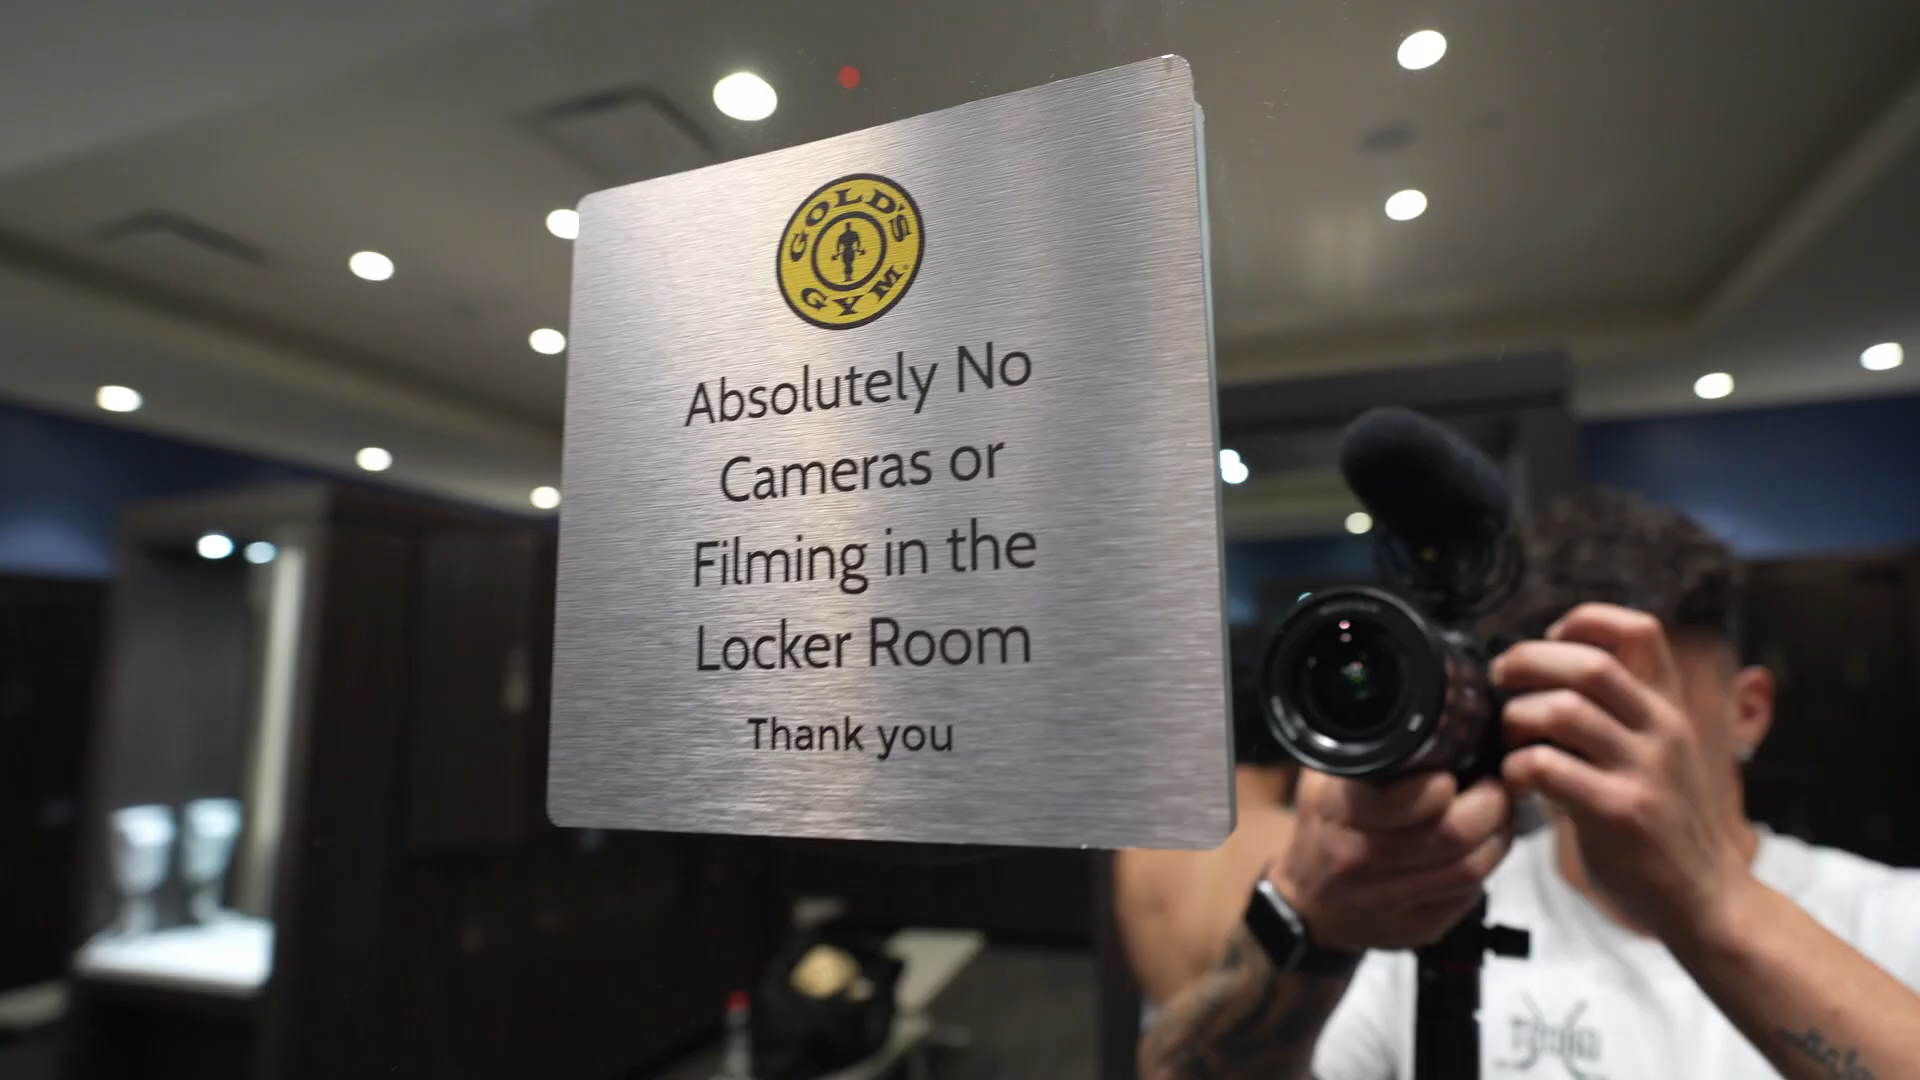 GOLD'S
GYM
Absolutely No
Cameras or
Filming in the
Locker Room
Thank you